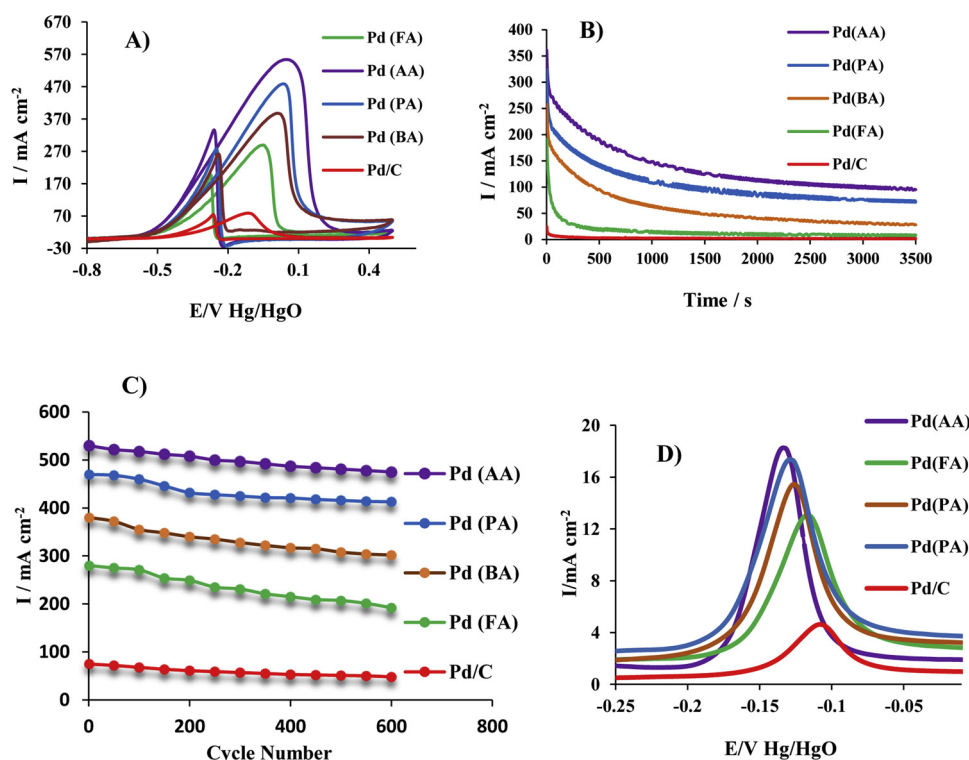 A)
I / mA cm-2
670
570
470
370
270
170
70
-30
-0.8
-0.5
-0.2
0.1
0.4
E/V Hg/HgO
Pd (FA)
Pd (AA)
Pd (PA)
Pd (BA)
Pd/C
B)
I / mA cm-2
400
350
300
250
200
150
100
50
0
0
500
1000
1500
2000
2500
3000
3500
Time / s
Pd(AA)
Pd(PA)
Pd(BA)
Pd(FA)
Pd/C
C)
I / mA cm-2
600
500
400
300
200
100
0
0
200
400
600
800
Cycle Number
Pd (AA)
Pd (PA)
Pd (BA)
Pd (FA)
Pd/C
D)
I/mA cm-2
20
16
12
8
4
0
-0.25
-0.2
-0.15
-0.1
-0.05
E/V Hg/HgO
Pd(AA)
Pd(FA)
Pd(PA)
Pd(PA)
Pd/C